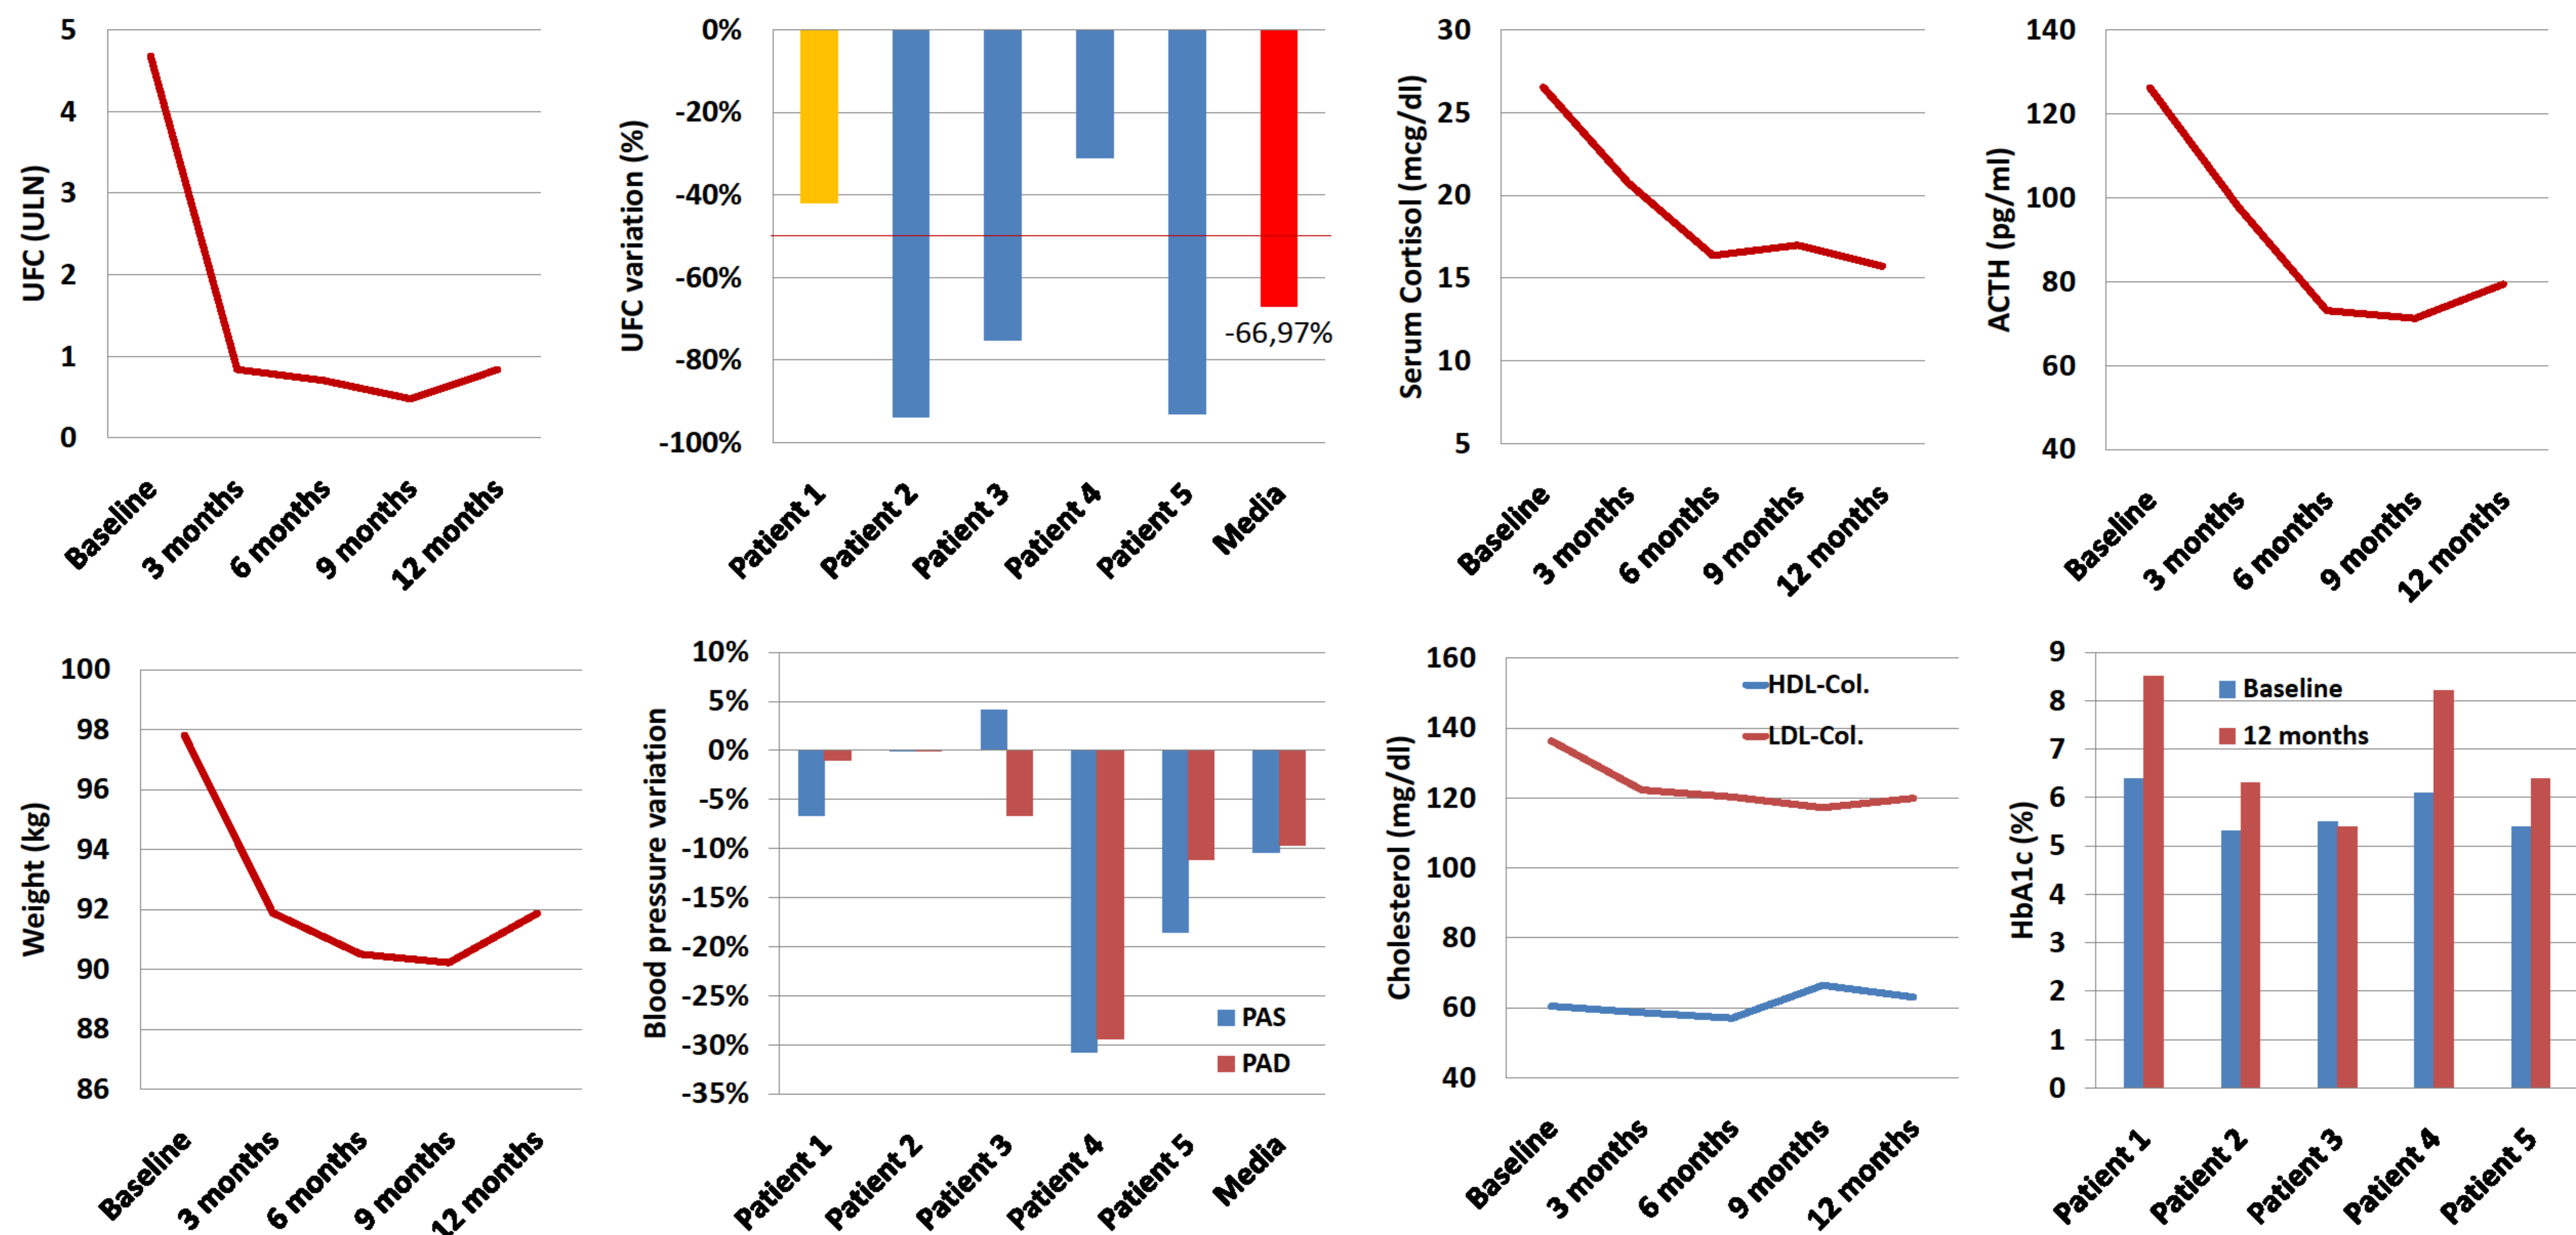 UFC (ULN)
5
4
3
2
1
0
Baseline
3 months
6 months
9 months
12 months
UFC variation (%)
0%
-20%
-40%
-60%
-80%
-100%
-66,97%
Patient 1
Patient 2
Patient 3
Patient 4
Patient 5
Media
Serum Cortisol (mcg/dl)
30
25
20
15
10
5
Baseline
3 months
6 months
9 months
12 months
ACTH (pg/ml)
140
120
100
80
60
40
Baseline
3 months
6 months
9 months
12 months
Weight (kg)
100
98
96
94
92
90
88
86
Baseline
3 months
6 months
9 months
12 months
Blood pressure variation
10%
5%
0%
-5%
-10%
-15%
-20%
-25%
-30%
-35%
PAS
PAD
Patient 1
Patient 2
Patient 3
Patient 4
Patient 5
Media
Cholesterol (mg/dl)
160
140
120
100
80
60
40
HDL-Col.
LDL-Col.
Baseline
3 months
6 months
9 months
12 months
HbA1c (%)
9
8
7
6
5
4
3
2
1
0
Baseline
12 months
Patient 1
Patient 2
Patient 3
Patient 4
Patient 5